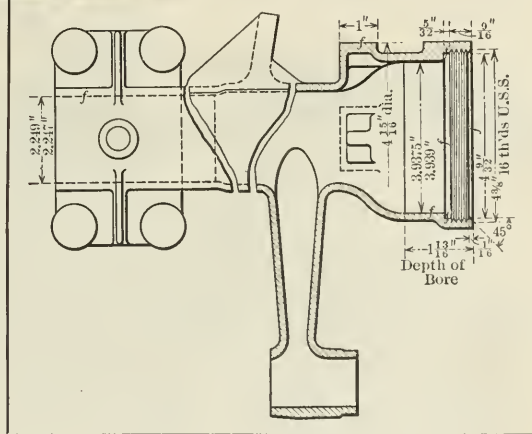 1"
5/32"
9/16"
f
f
2.249"
2.247"
4 15/16" dia.
3.9375"
3.939"
f
f
f
4 9/32"
4 3/8" 16 th'ds U.S.S.
45°
1 13/16"
1/16"
Depth of
Bore